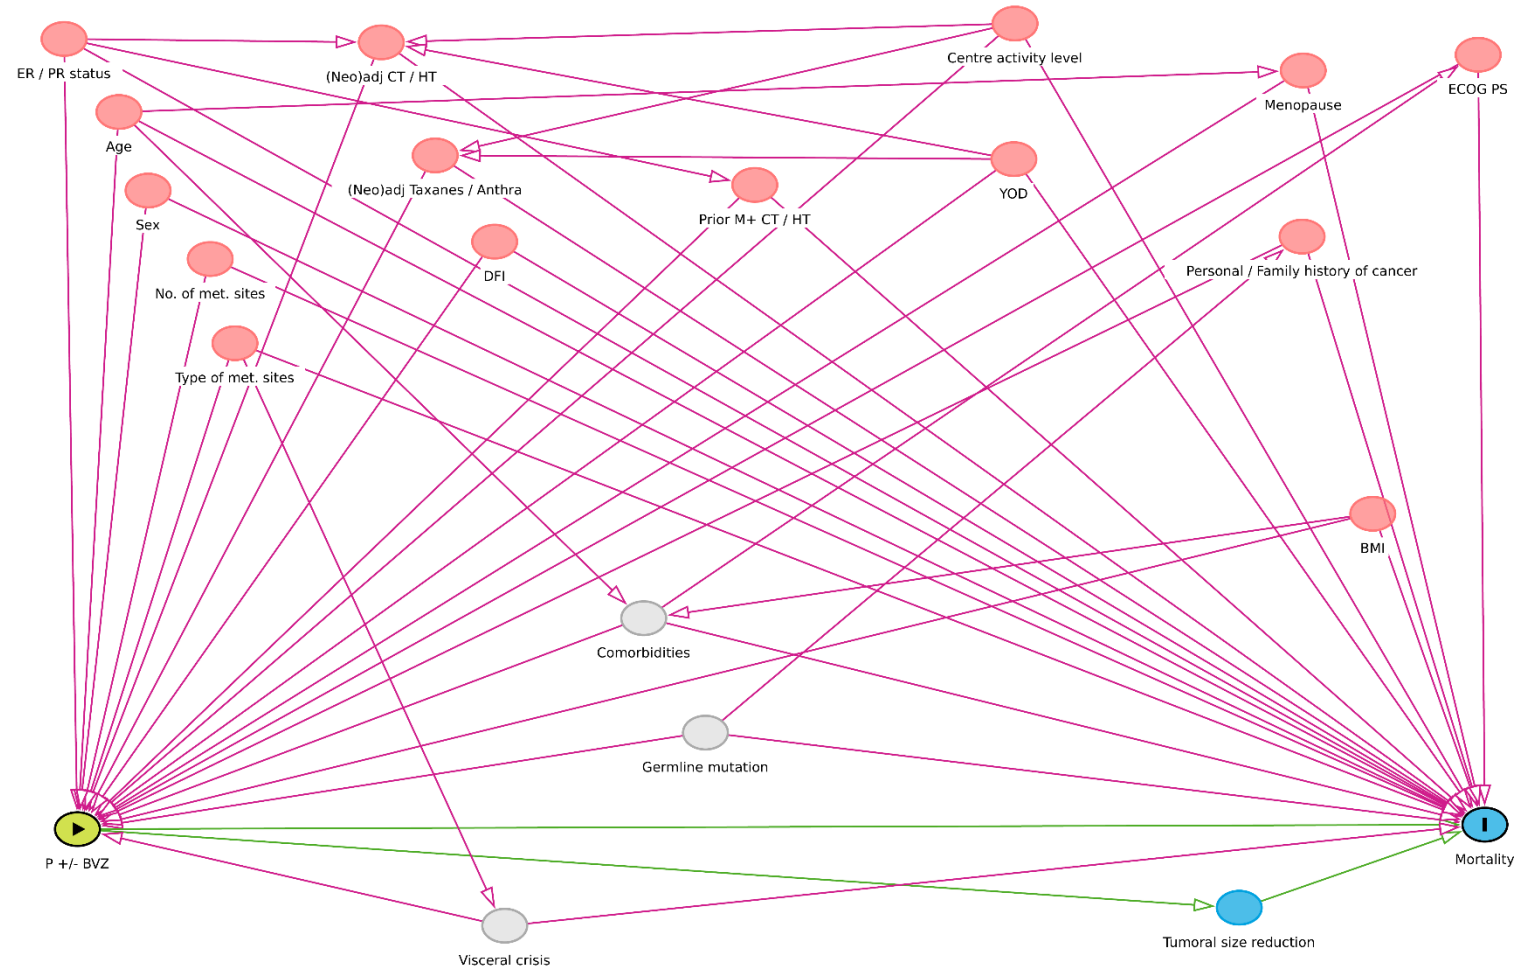 Centre activity level
ER / PR status
(Neo)adj CT / HT
ECOG PS
Menopause
Age
(Neo)adj Taxanes / Anthra
YOD
Prior M+ CT / HT
Sex
Personal / Family history of cancer
DFI
No. of met. sites
Type of met. sites
BMI
Comorbidities
Germline mutation
P +/- BVZ
Mortality
Tumoral size reduction
Visceral crisis